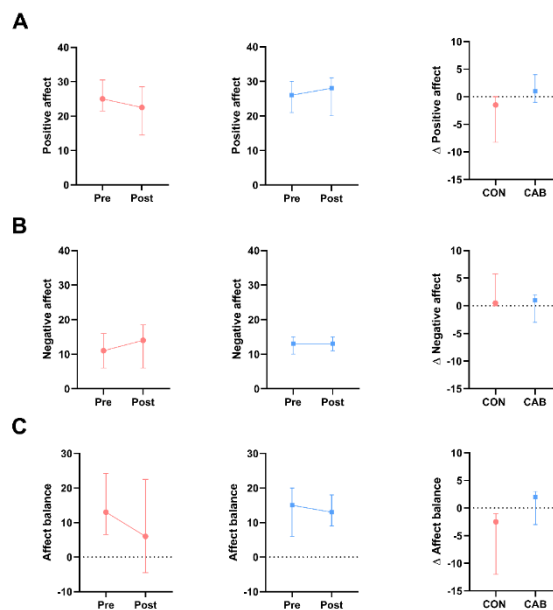 A
Positive affect
40
30
20
10
0
Pre
Post
Positive affect
40
30
20
10
0
Pre
Post
Δ Positive affect
10
5
0
-5
-10
-15
CON
CAB
B
Negative affect
40
30
20
10
0
Pre
Post
Negative affect
40
30
20
10
0
Pre
Post
Δ Negative affect
10
5
0
-5
-10
-15
CON
CAB
C
Affect balance
30
20
10
0
-10
Pre
Post
Affect balance
30
20
10
0
-10
Pre
Post
Δ Affect balance
10
5
0
-5
-10
-15
CON
CAB